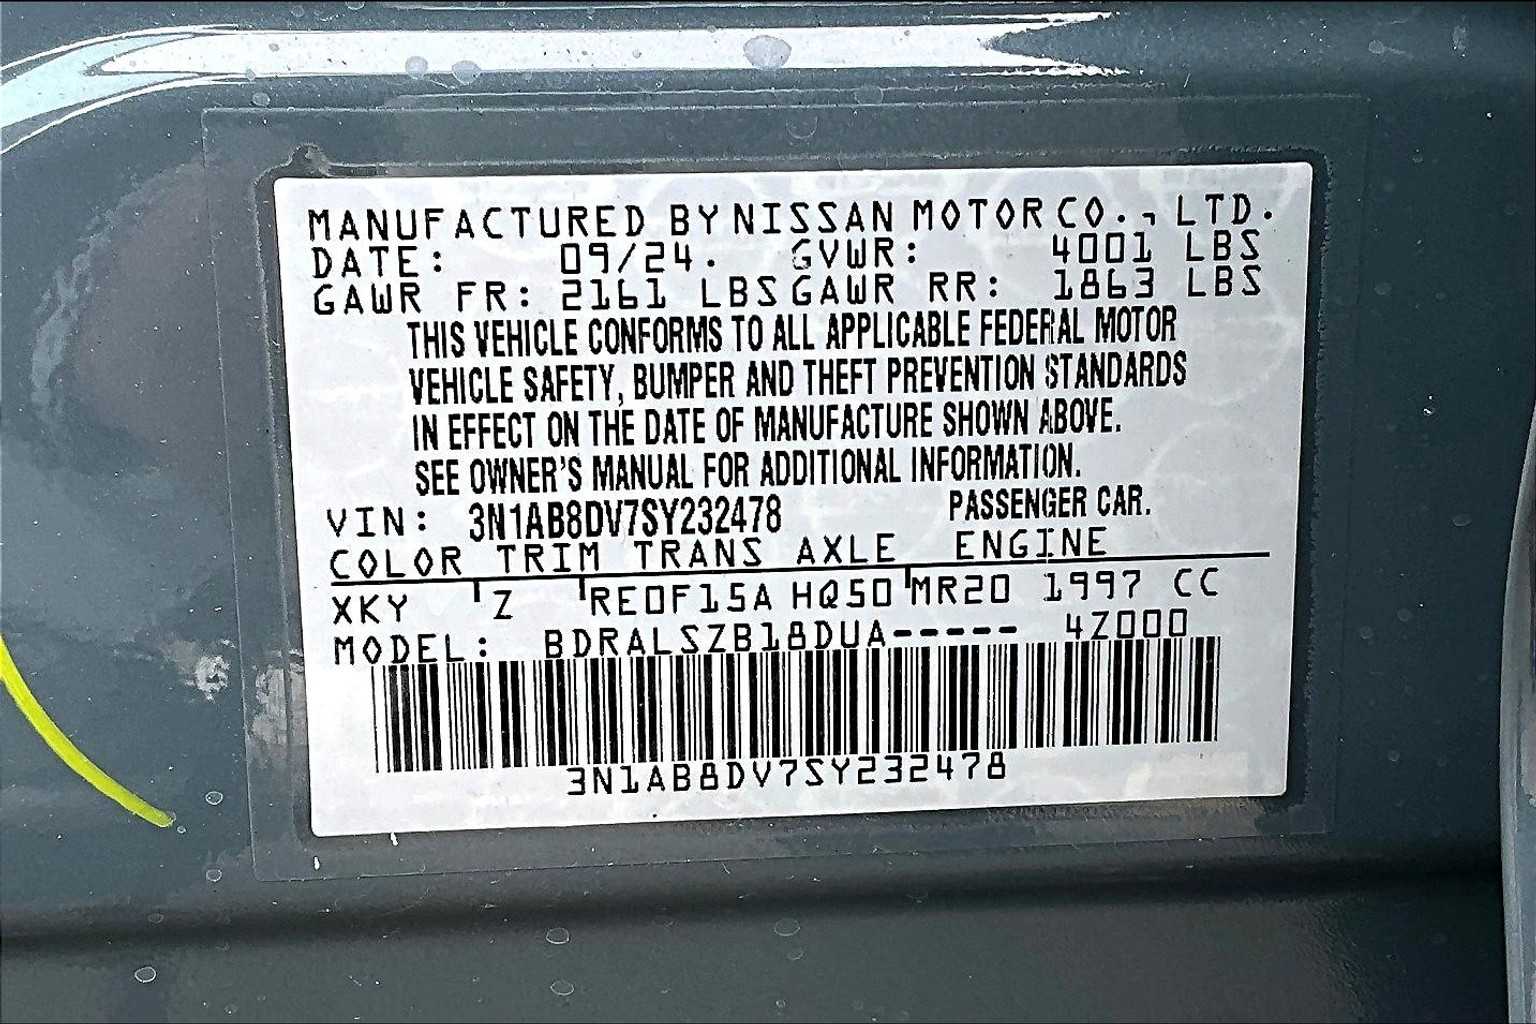 MANUFACTURED BY NISSAN MOTOR CO., LTD.
DATE: 09/24. GVWR: 4001 LBS
GAWR FR: 2161 LBS GAWR RR: 1863 LBS
THIS VEHICLE CONFORMS TO ALL APPLICABLE FEDERAL MOTOR
VEHICLE SAFETY, BUMPER AND THEFT PREVENTION STANDARDS
IN EFFECT ON THE DATE OF MANUFACTURE SHOWN ABOVE.
SEE OWNER'S MANUAL FOR ADDITIONAL INFORMATION.
VIN: 3N1AB8DV7SY232478 PASSENGER CAR.
COLOR TRIM TRANS AXLE ENGINE
XKY Z RE0F15A HQ50 MR20 1997 CC
MODEL: BDRALSZB18DUA----- 4Z000
3N1AB8DV7SY232478